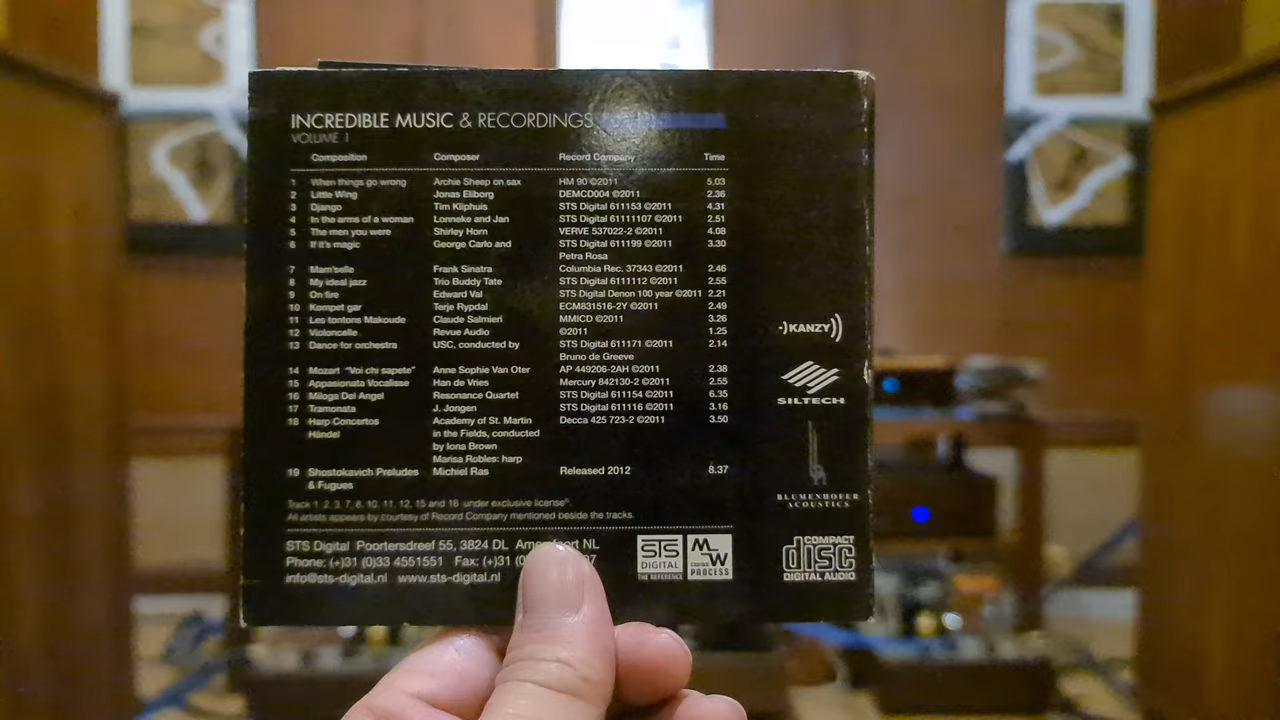 INCREDIBLE MUSIC & RECORDINGS
VOLUME 1
Composition Composer Record Company Time
1 When things go wrong Archie Sheep on sax HM 90 ©2011 5.03
2 Little Wing Jonas Ellborg DEMCD004 ©2011 2.36
3 Django Tim Kliphuis STS Digital 611153 ©2011 4.31
4 In the arms of a woman Lonneke and Jan STS Digital 61111107 ©2011 2.51
5 The men you were Shirley Horn VERVE 537022-2 ©2011 4.08
6 If it's magic George Carlo and STS Digital 611199 ©2011 3.30
Petra Rosa
7 Mam'selle Frank Sinatra Columbia Rec. 37343 ©2011 2.46
8 My ideal jazz Trio Buddy Tate STS Digital 6111112 ©2011 2.55
9 On fire Edward Val STS Digital Denon 100 year ©2011 2.21
10 Kompet gar Terje Rypdal ECM831516-2Y ©2011 2.49
11 Les tontons Makoude Claude Salmieri MMICD ©2011 3.26
12 Violoncelle Revue Audio ©2011 1.25
13 Dance for orchestra USC, conducted by STS Digital 611171 ©2011 2.14
Bruno de Greeve
14 Mozart "Voi chi sapete" Anne Sophie Van Oter AP 449206-2AH ©2011 2.38
15 Appasionata Vocalisse Han de Vries Mercury 842130-2 ©2011 2.55
16 Miloga Del Angel Resonance Quartet STS Digital 611154 ©2011 6.35
17 Tramonata J. Jongen STS Digital 611116 ©2011 3.16
18 Harp Concertos Academy of St. Martin Decca 425 723-2 ©2011 3.50
Händel in the Fields, conducted
by Iona Brown
Marisa Robles: harp
19 Shostokavich Preludes Michiel Ras Released 2012 8.37
& Fugues
Track 1, 2, 3, 7, 8, 10, 11, 12, 15 and 18 under exclusive license®.
All artists appears by courtesy of Record Company mentioned beside the tracks.
STS Digital Poortersdreef 55, 3824 DL NL
Phone: (+)31 (0)33 4551551 Fax: (+)31
info@sts-digital.nl www.sts-digital.nl
STS
DIGITAL
THE REFERENCE
MW
CODING
PROCESS
KANZY
SILTECH
BLUMENHOFER
ACOUSTICS
COMPACT
disc
DIGITAL AUDIO